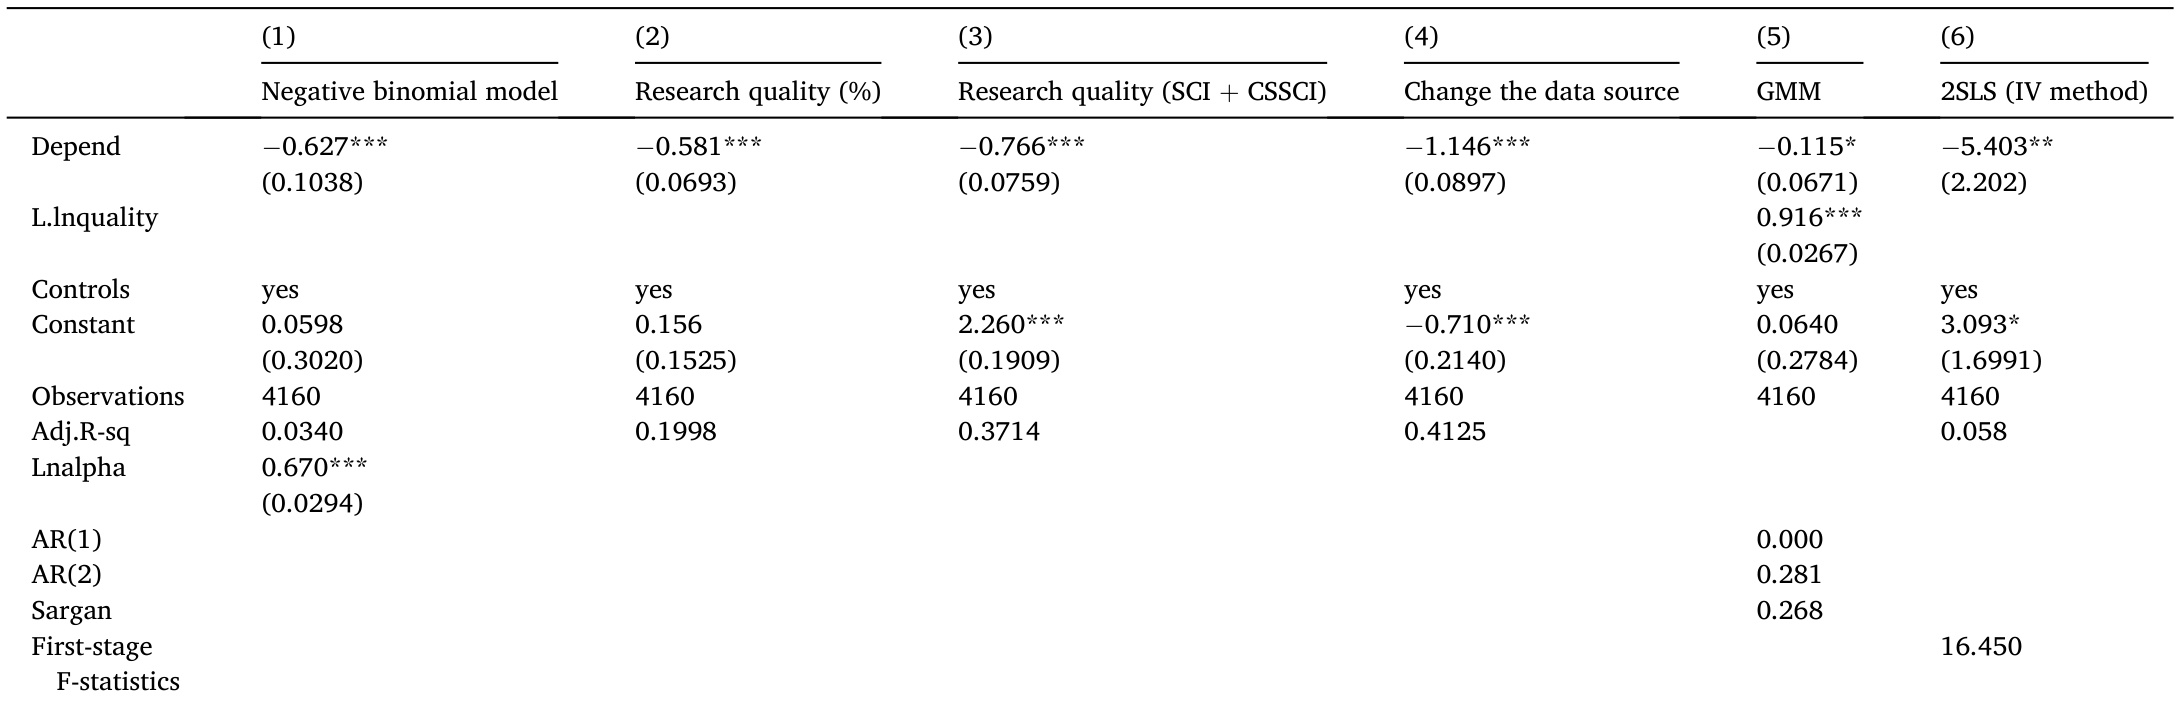 (1) (2) (3) (4) (5) (6)
Negative binomial model Research quality (%) Research quality (SCI + CSSCI) Change the data source GMM 2SLS (IV method)
Depend −0.627*** −0.581*** −0.766*** −1.146*** −0.115* −5.403**
(0.1038) (0.0693) (0.0759) (0.0897) (0.0671) (2.202)
L.lnquality 0.916***
(0.0267)
Controls yes yes yes yes yes yes
Constant 0.0598 0.156 2.260*** −0.710*** 0.0640 3.093*
(0.3020) (0.1525) (0.1909) (0.2140) (0.2784) (1.6991)
Observations 4160 4160 4160 4160 4160 4160
Adj.R-sq 0.0340 0.1998 0.3714 0.4125 0.058
Lnalpha 0.670***
(0.0294)
AR(1) 0.000
AR(2) 0.281
Sargan 0.268
First-stage 16.450
F-statistics